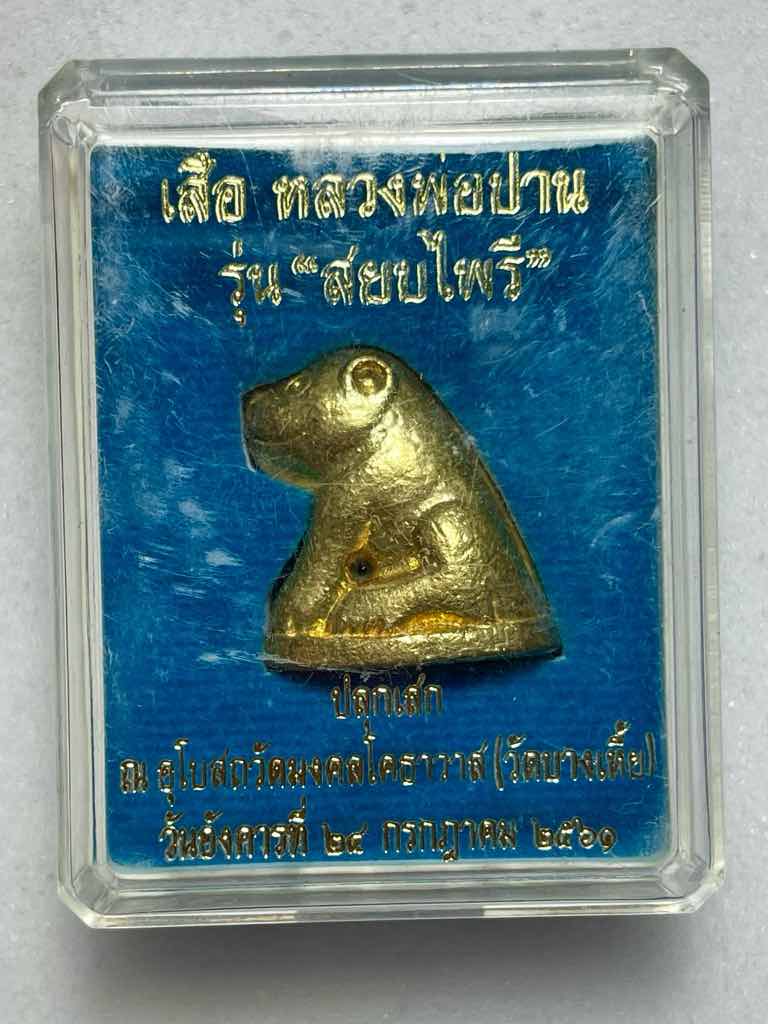 เสือ หลวงพ่อปาน
รุ่น “สยบไพรี”
ปลุกเสก
ณ อุโบสถวัดมงคลโคธาวาส (วัดบางเหี้ย)
วันอังคารที่ ๒๔ กรกฎาคม ๒๕๖๑